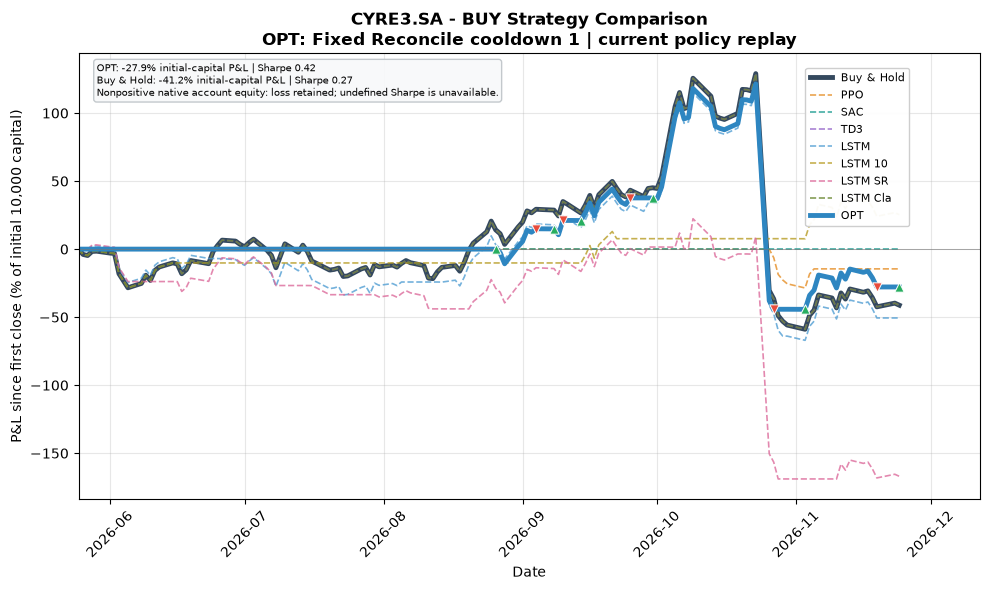 CYRE3.SA - BUY Strategy Comparison
OPT: Fixed Reconcile cooldown 1 | current policy replay
OPT: -27.9% initial-capital P&L | Sharpe 0.42
Buy & Hold: -41.2% initial-capital P&L | Sharpe 0.27
Nonpositive native account equity: loss retained; undefined Sharpe is unavailable.
Buy & Hold
PPO
SAC
TD3
LSTM
LSTM 10
LSTM SR
LSTM Cla
OPT
P&L since first close (% of initial 10,000 capital)
100
50
0
−50
−100
−150
2026-06
2026-07
2026-08
2026-09
2026-10
2026-11
2026-12
Date